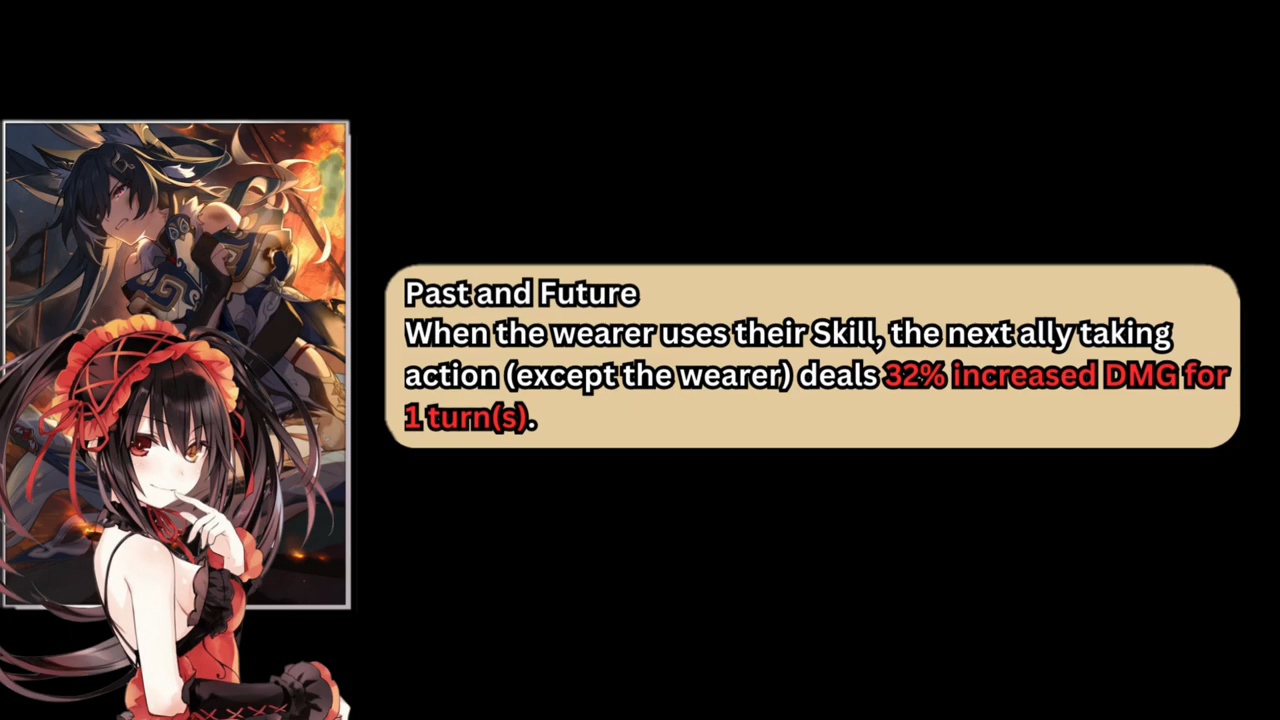 Past and Future
When the wearer uses their Skill, the next ally taking
action (except the wearer) deals 32% increased DMG for
1 turn(s).